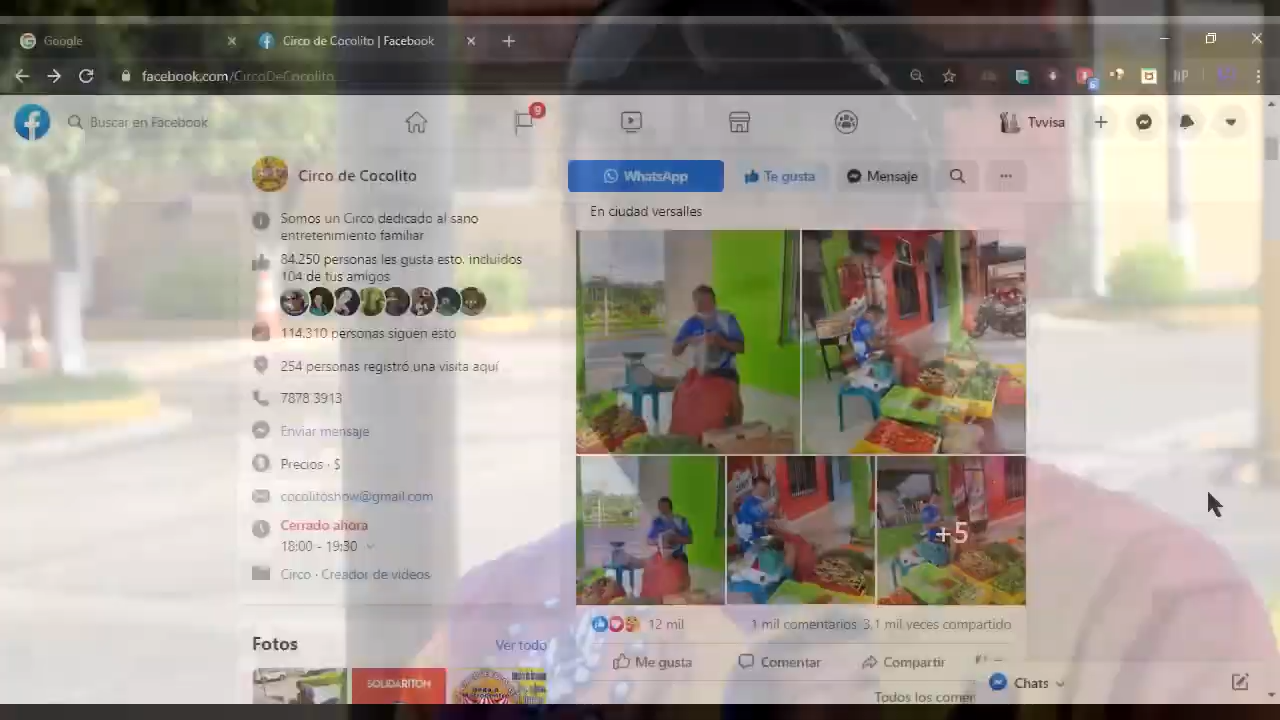 Google
Circo de Cocolito | Facebook
facebook.com/CircoDeCocolito...
NP
Buscar en Facebook
9
Tvvisa
Circo de Cocolito
WhatsApp
Te gusta
Mensaje
Somos un Circo dedicado al sano
entretenimiento familiar
84.250 personas les gusta esto, incluidos
104 de tus amigos
114.310 personas siguen esto
254 personas registró una visita aquí
7878 3913
Enviar mensaje
Precios · $
cocolitoshow@gmail.com
Cerrado ahora
18:00 - 19:30
Circo · Creador de videos
Fotos
Ver todo
SOLIDARITON
En ciudad versalles
+5
12 mil
1 mil comentarios 3,1 mil veces compartido
Me gusta
Comentar
Compartir
Todos los comen
Chats